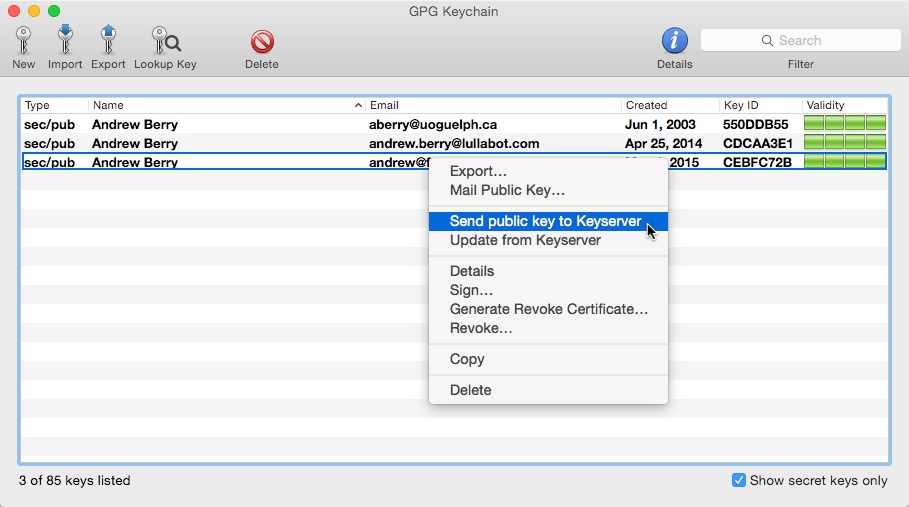 GPG Keychain
New Import Export Lookup Key Delete Details Search Filter
Type Name Email Created Key ID Validity
sec/pub Andrew Berry aberry@uoguelph.ca Jun 1, 2003 550DDB55
sec/pub Andrew Berry andrew.berry@lullabot.com Apr 25, 2014 CDCAA3E1
sec/pub Andrew Berry 2015 CEBFC72B
Export…
Mail Public Key…
Send public key to Keyserver
Update from Keyserver
Details
Sign…
Generate Revoke Certificate…
Revoke…
Copy
Delete
3 of 85 keys listed Show secret keys only